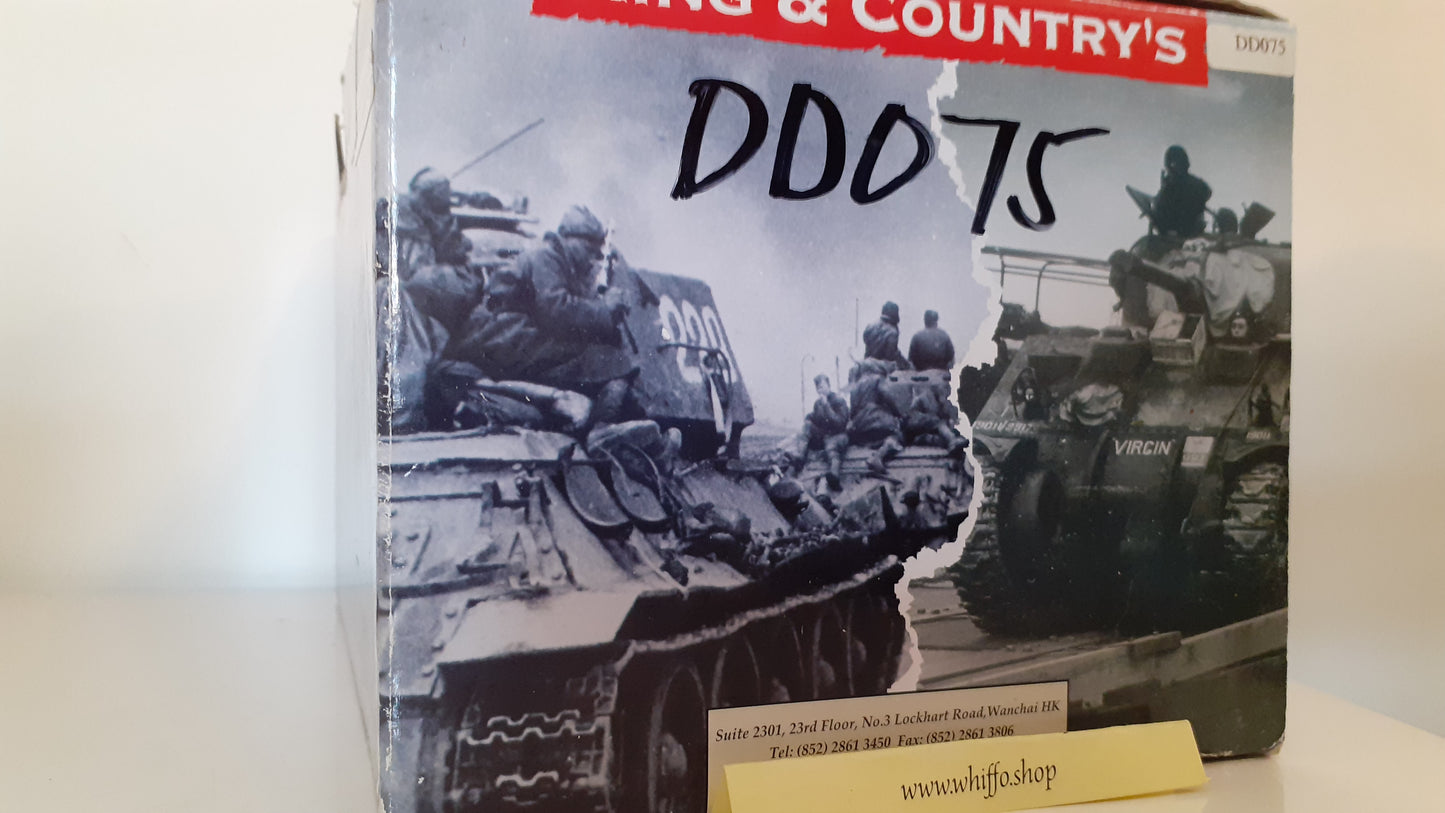 & COUNTRY'S
DD075
DD075
VIRGIN
Suite 2301, 23rd Floor, No.3 Lockhart Road,Wanchai HK
Tel: (852) 2861 3450 Fax: (852) 2861 3806
www.whiffo.shop